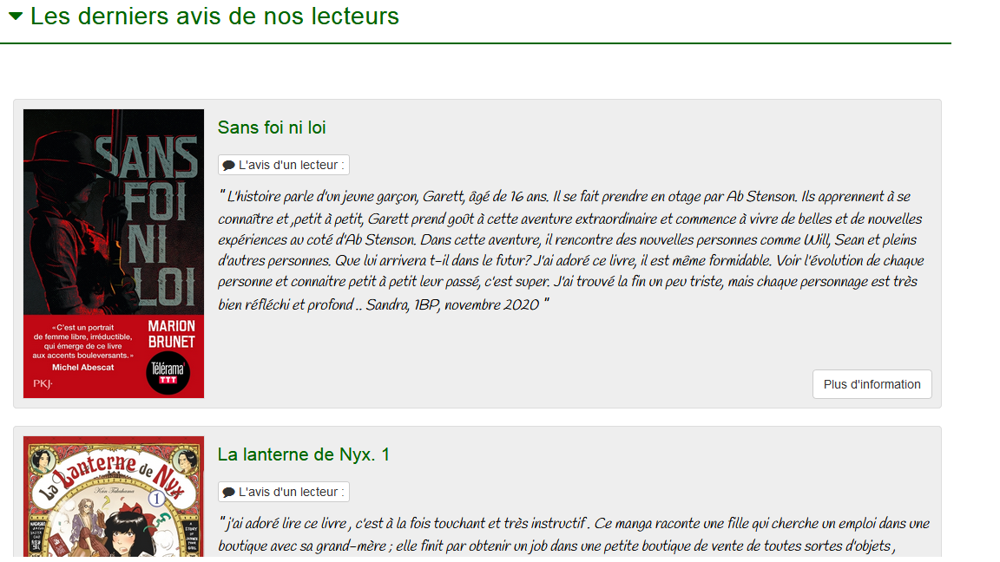 Les derniers avis de nos lecteurs
SANS
FOI
NI
LOI
«C'est un portrait
de femme libre, irréductible,
qui émerge de ce livre
aux accents bouleversants.»
Michel Abescat
PKJ·
MARION
BRUNET
Télérama'
TTT
Sans foi ni loi
L'avis d'un lecteur :
" L'histoire parle d'un jeune garçon, Garett, âgé de 16 ans. Il se fait prendre en otage par Ab Stenson. Ils apprennent à se
connaître et ,petit à petit, Garett prend goût à cette aventure extraordinaire et commence à vivre de belles et de nouvelles
expériences au coté d'Ab Stenson. Dans cette aventure, il rencontre des nouvelles personnes comme Will, Sean et pleins
d'autres personnes. Que lui arrivera t-il dans le futur? J'ai adoré ce livre, il est même formidable. Voir l'évolution de chaque
personne et connaitre petit à petit leur passé, c'est super. J'ai trouvé la fin un peu triste, mais chaque personnage est très
bien réfléchi et profond .. Sandra, 1BP, novembre 2020 "
Plus d'information
La Lanterne de Nyx
Kan Takahama
1
La lanterne de Nyx. 1
L'avis d'un lecteur :
" j'ai adoré lire ce livre , c'est à la fois touchant et très instructif . Ce manga raconte une fille qui cherche un emploi dans une
boutique avec sa grand-mère ; elle finit par obtenir un job dans une petite boutique de vente de toutes sortes d'objets ,